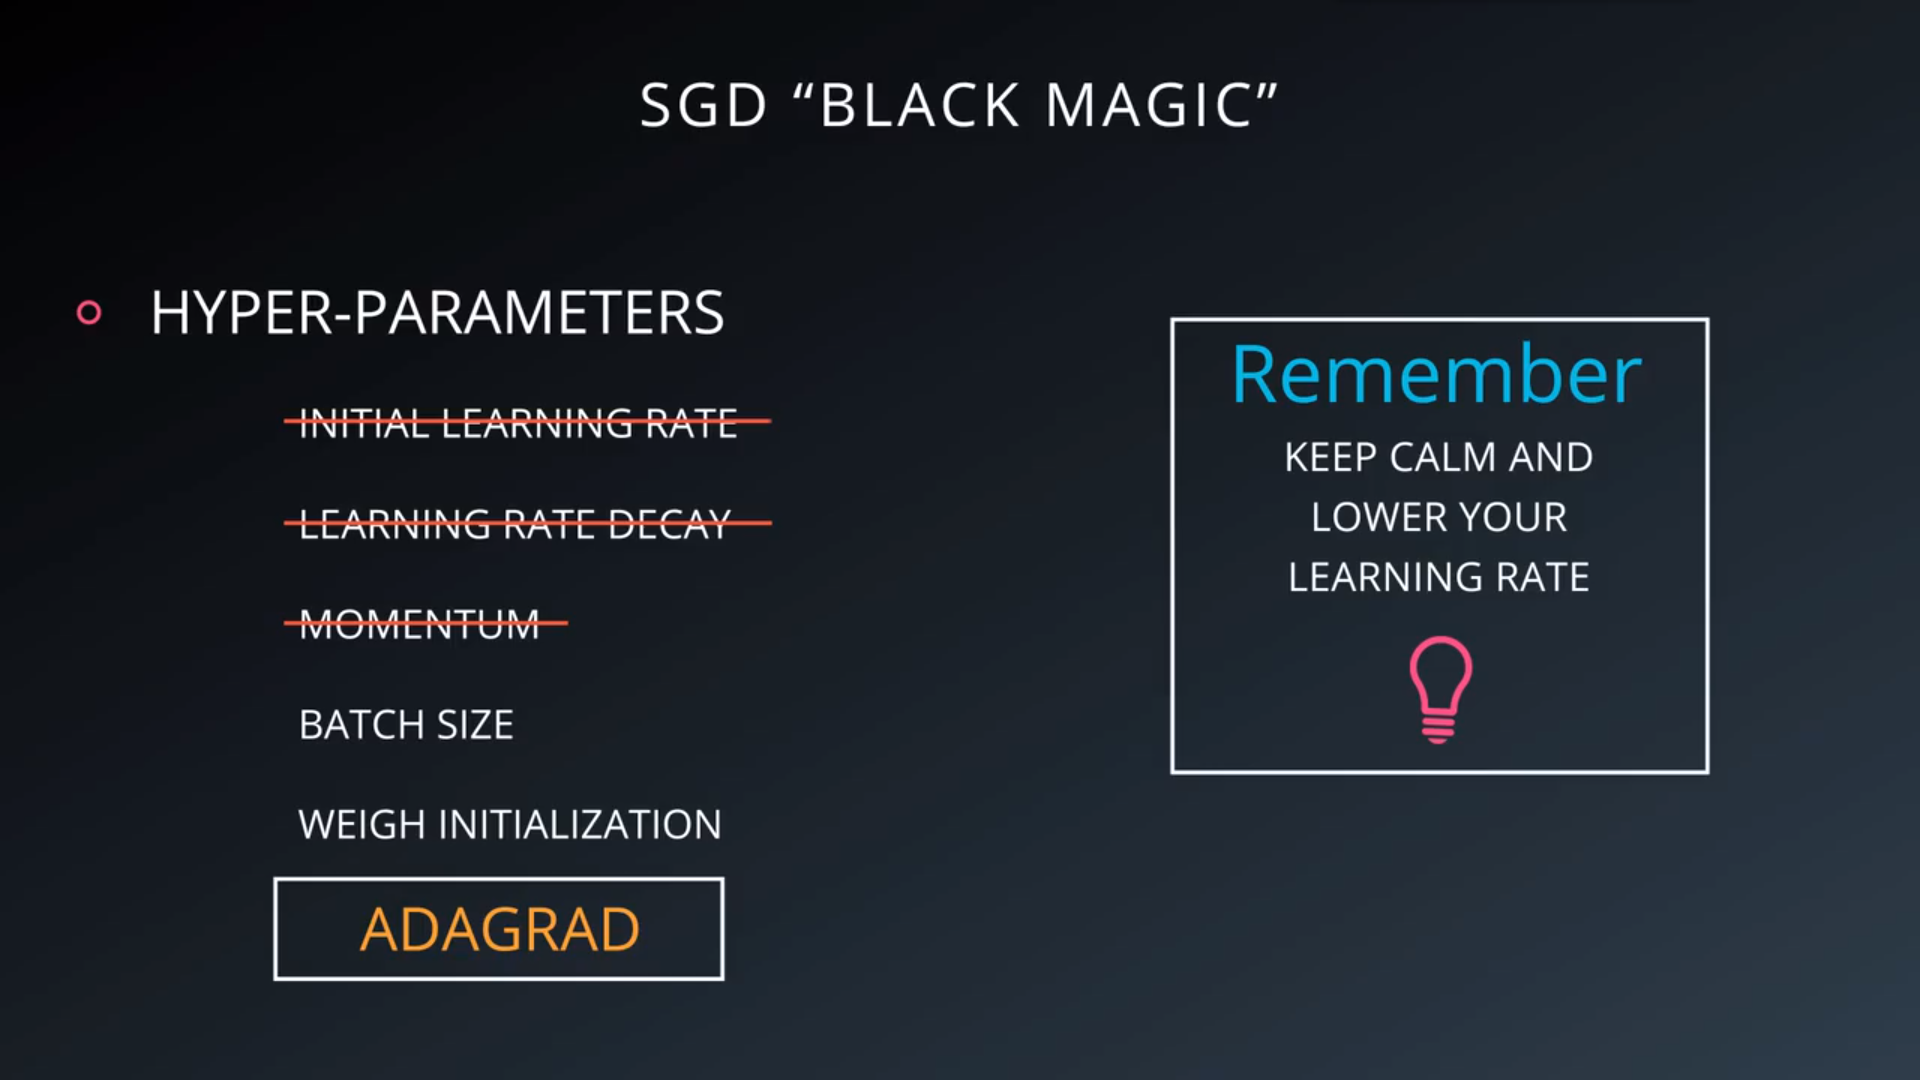 SGD “BLACK MAGIC”
HYPER-PARAMETERS
INITIAL LEARNING RATE
LEARNING RATE DECAY
MOMENTUM
BATCH SIZE
WEIGH INITIALIZATION
ADAGRAD
Remember
KEEP CALM AND
LOWER YOUR
LEARNING RATE